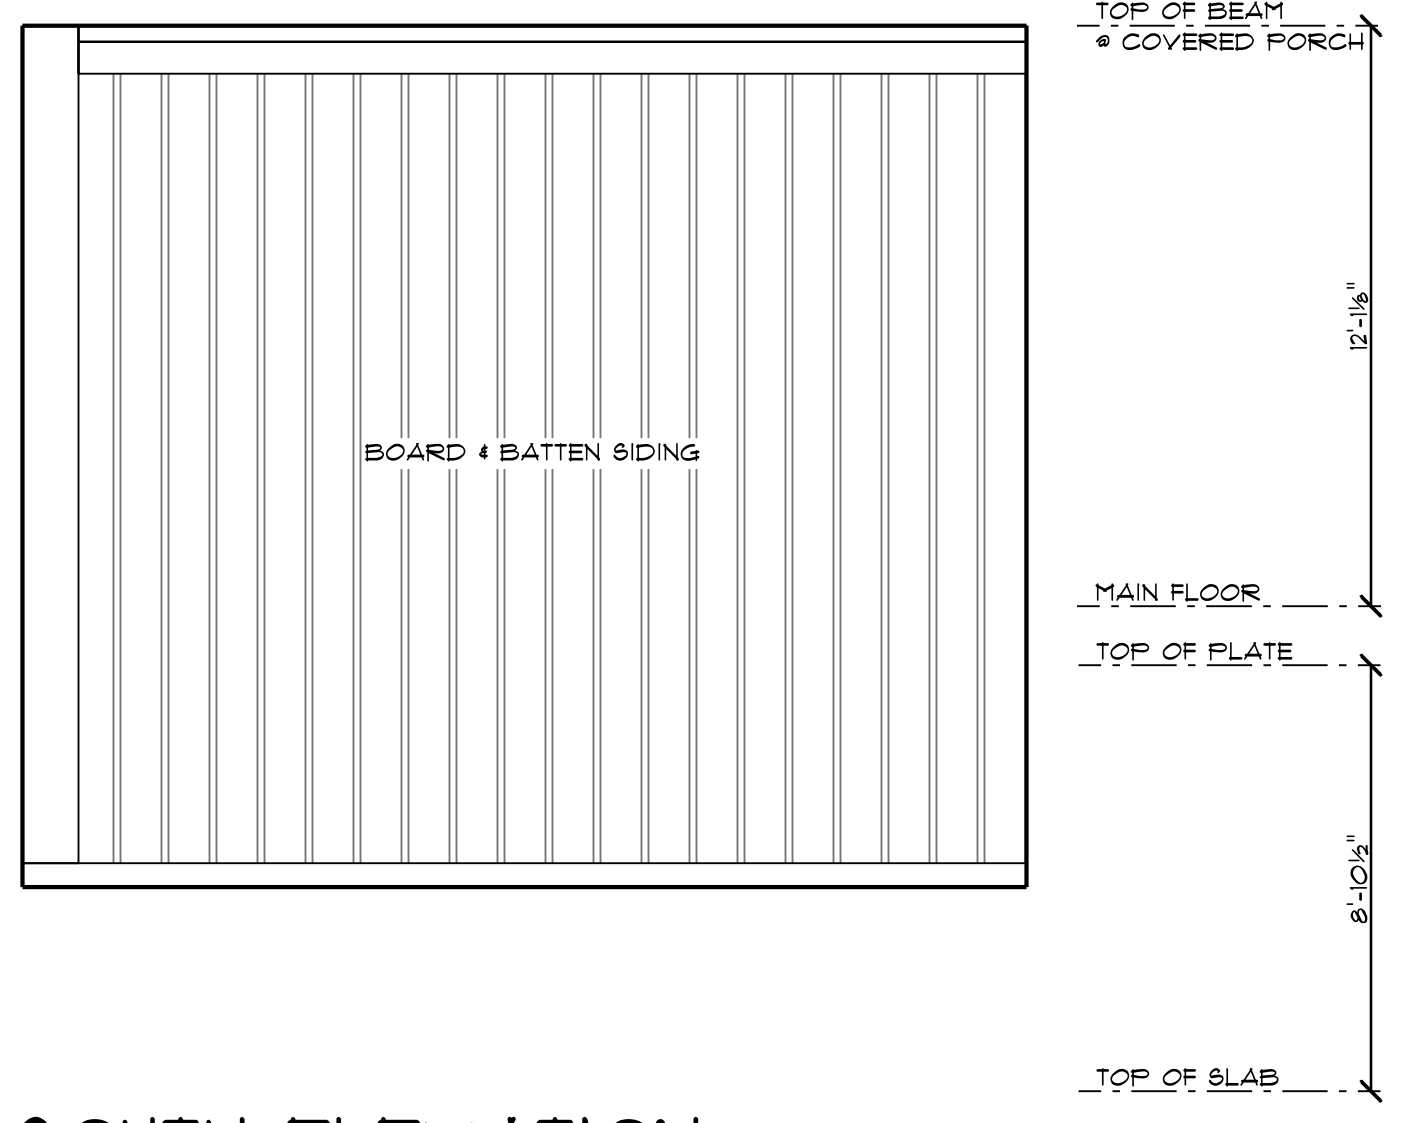 TOP OF BEAM
@ COVERED PORCH
12'-1⅛"
BOARD & BATTEN SIDING
MAIN FLOOR
TOP OF PLATE
8'-10½"
TOP OF SLAB